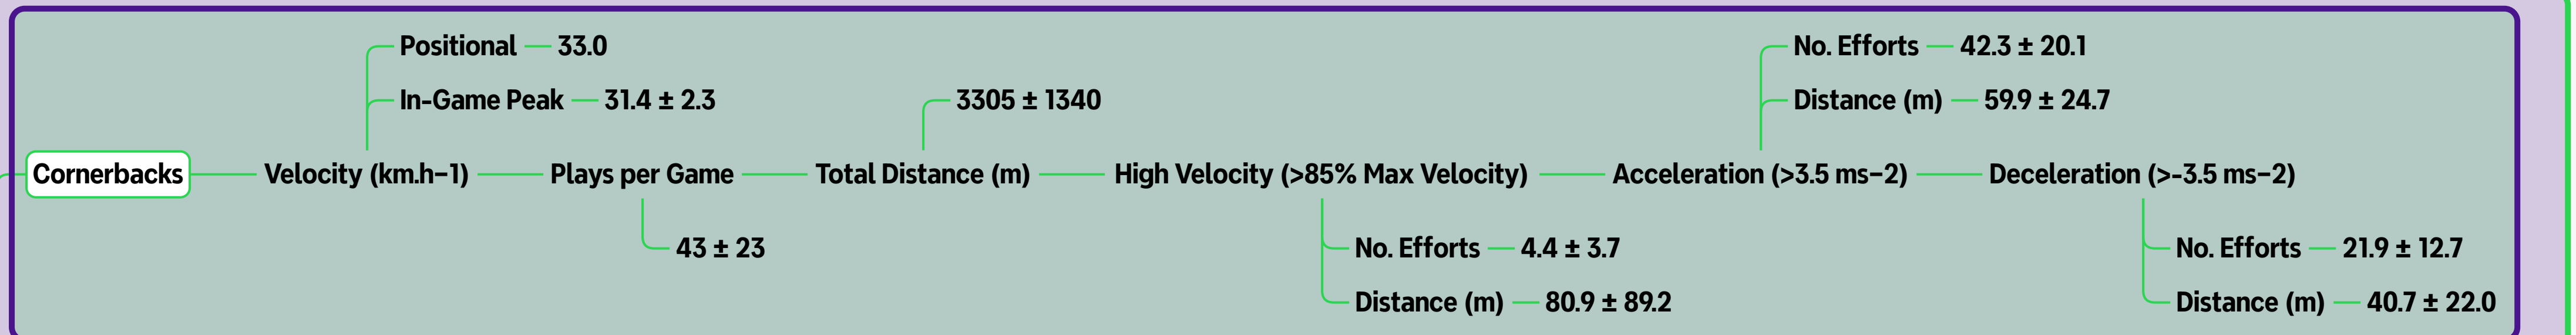 Cornerbacks
Velocity (km.h−1)
Positional
33.0
In-Game Peak
31.4 ± 2.3
Plays per Game
43 ± 23
Total Distance (m)
3305 ± 1340
High Velocity (>85% Max Velocity)
No. Efforts
4.4 ± 3.7
Distance (m)
80.9 ± 89.2
Acceleration (>3.5 ms−2)
No. Efforts
42.3 ± 20.1
Distance (m)
59.9 ± 24.7
Deceleration (>-3.5 ms−2)
No. Efforts
21.9 ± 12.7
Distance (m)
40.7 ± 22.0